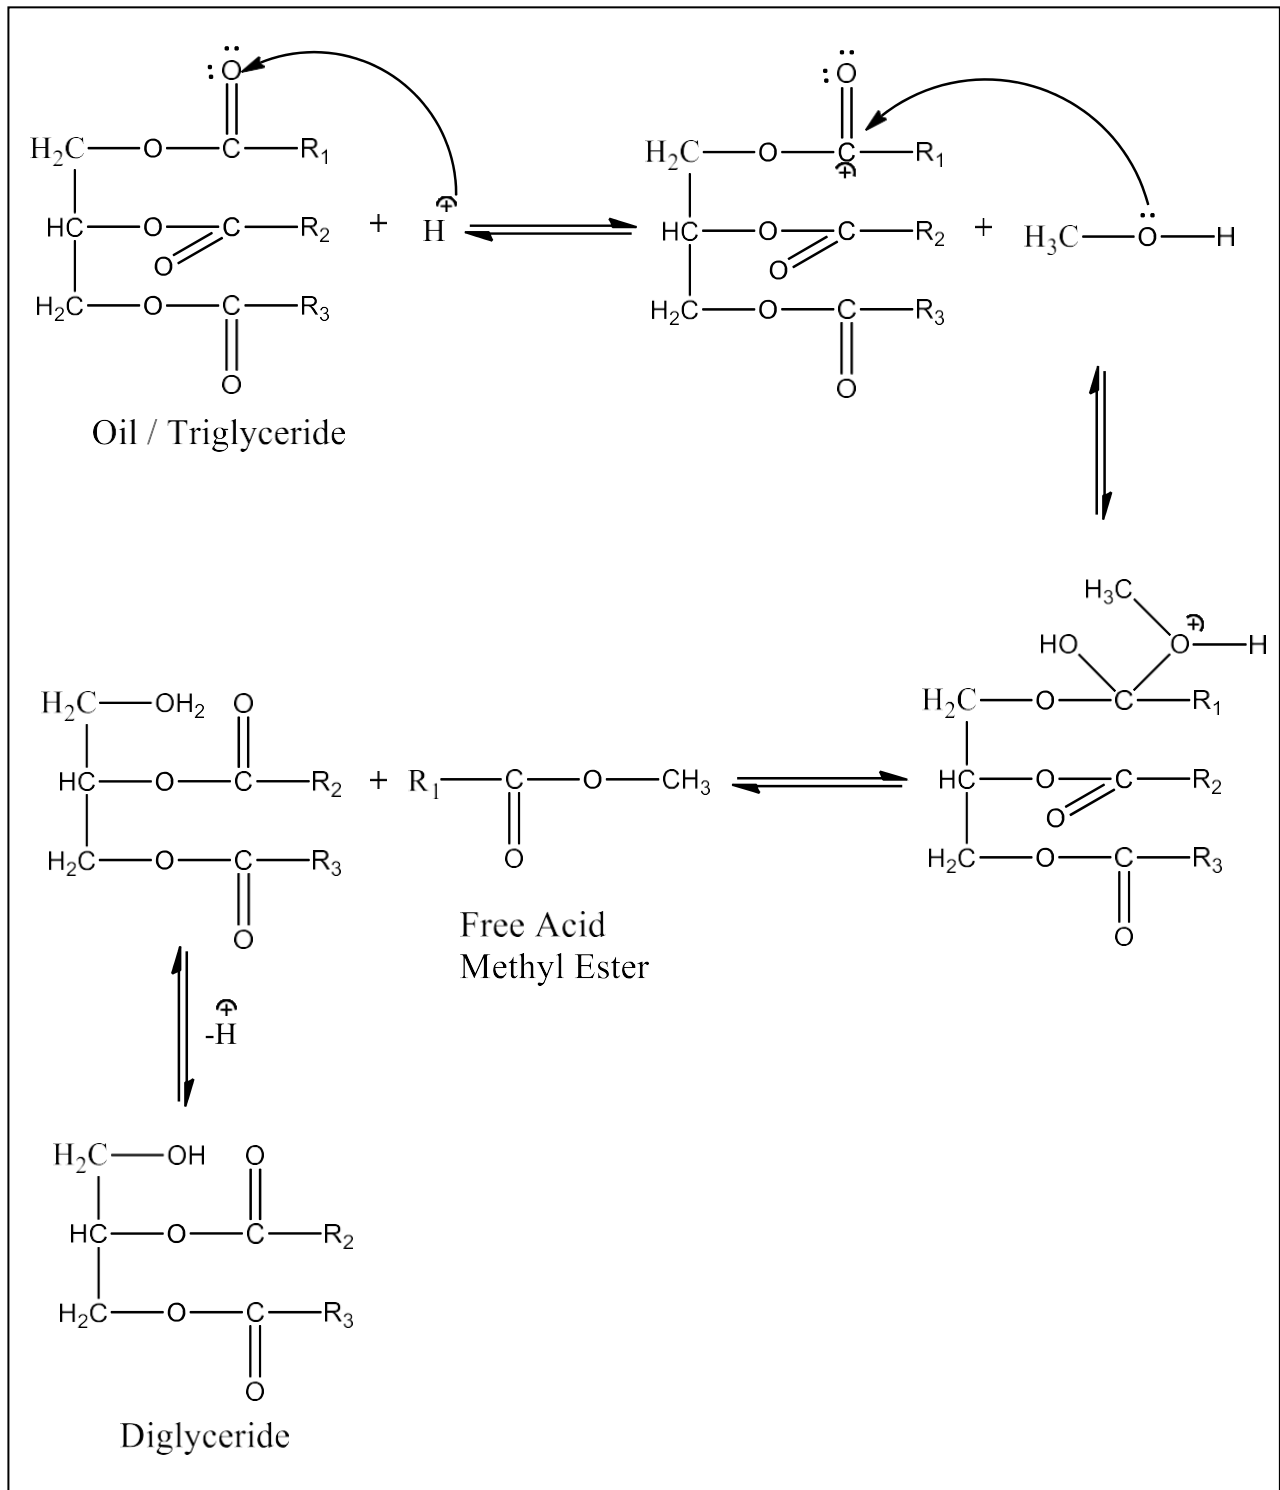 :Ö
H₂C—O—C—R₁
HC—O—C—R₂ + H⊕
O
H₂C—O—C—R₃
O
Oil / Triglyceride
:Ö
H₂C—O—C—R₁
⊕
HC—O—C—R₂ + H₃C—Ö—H
O
H₂C—O—C—R₃
O
H₃C
HO O⊕—H
H₂C—O—C—R₁
HC—O—C—R₂
O
H₂C—O—C—R₃
O
H₂C—OH₂ O
HC—O—C—R₂ + R₁—C—O—CH₃
O
H₂C—O—C—R₃
O
Free Acid
Methyl Ester
-H⊕
H₂C—OH O
HC—O—C—R₂
H₂C—O—C—R₃
O
Diglyceride